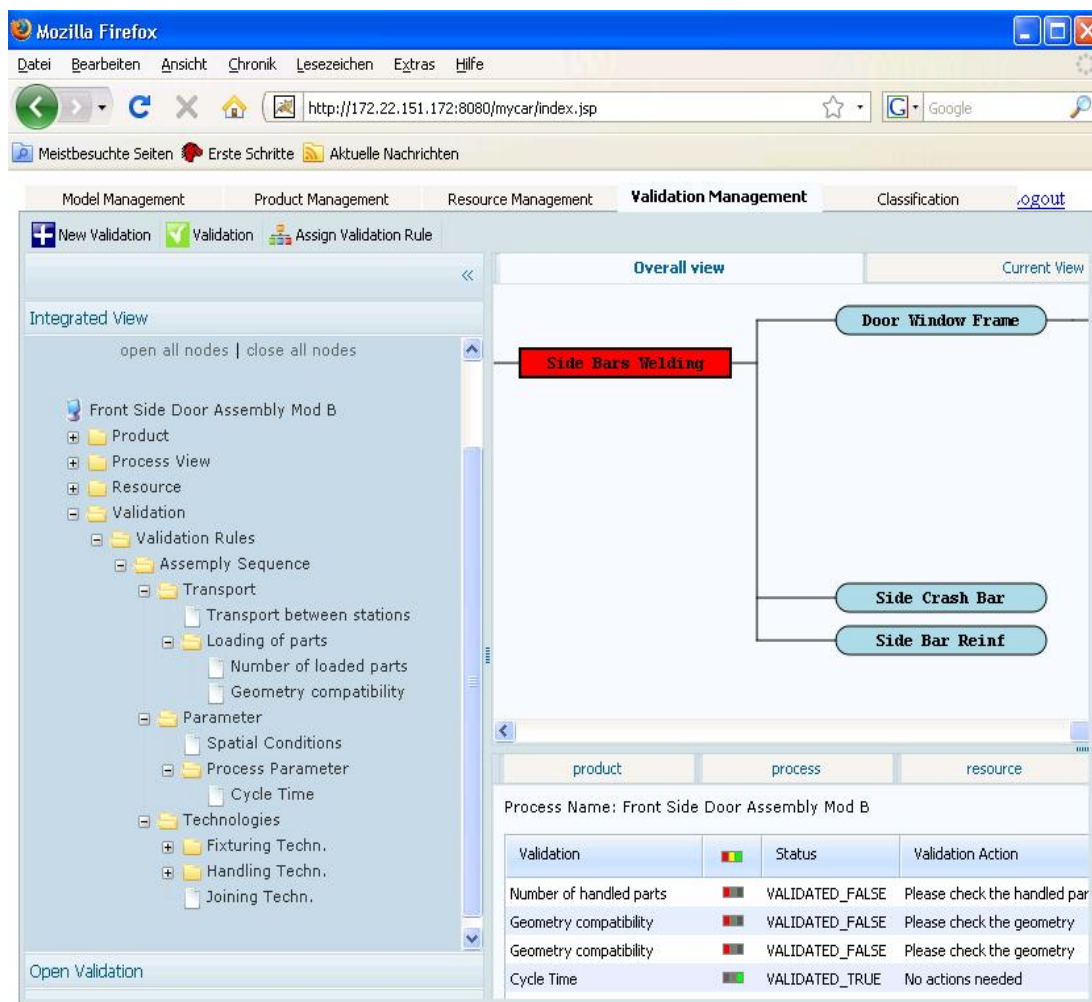 Mozilla Firefox
Datei Bearbeiten Ansicht Chronik Lesezeichen Extras Hilfe
http://172.22.151.172:8080/mycar/index.jsp
G Google
Meistbesuchte Seiten Erste Schritte Aktuelle Nachrichten
Model Management Product Management Resource Management Validation Management Classification ogout
New Validation Validation Assign Validation Rule
«
Integrated View
open all nodes | close all nodes
Front Side Door Assembly Mod B
Product
Process View
Resource
Validation
Validation Rules
Assemply Sequence
Transport
Transport between stations
Loading of parts
Number of loaded parts
Geometry compatibility
Parameter
Spatial Conditions
Process Parameter
Cycle Time
Technologies
Fixturing Techn.
Handling Techn.
Joining Techn.
Open Validation
Overall view Current View
Door Window Frame
Side Bars Welding
Side Crash Bar
Side Bar Reinf
product process resource
Process Name: Front Side Door Assembly Mod B
Validation Status Validation Action
Number of handled parts VALIDATED_FALSE Please check the handled par
Geometry compatibility VALIDATED_FALSE Please check the geometry
Geometry compatibility VALIDATED_FALSE Please check the geometry
Cycle Time VALIDATED_TRUE No actions needed